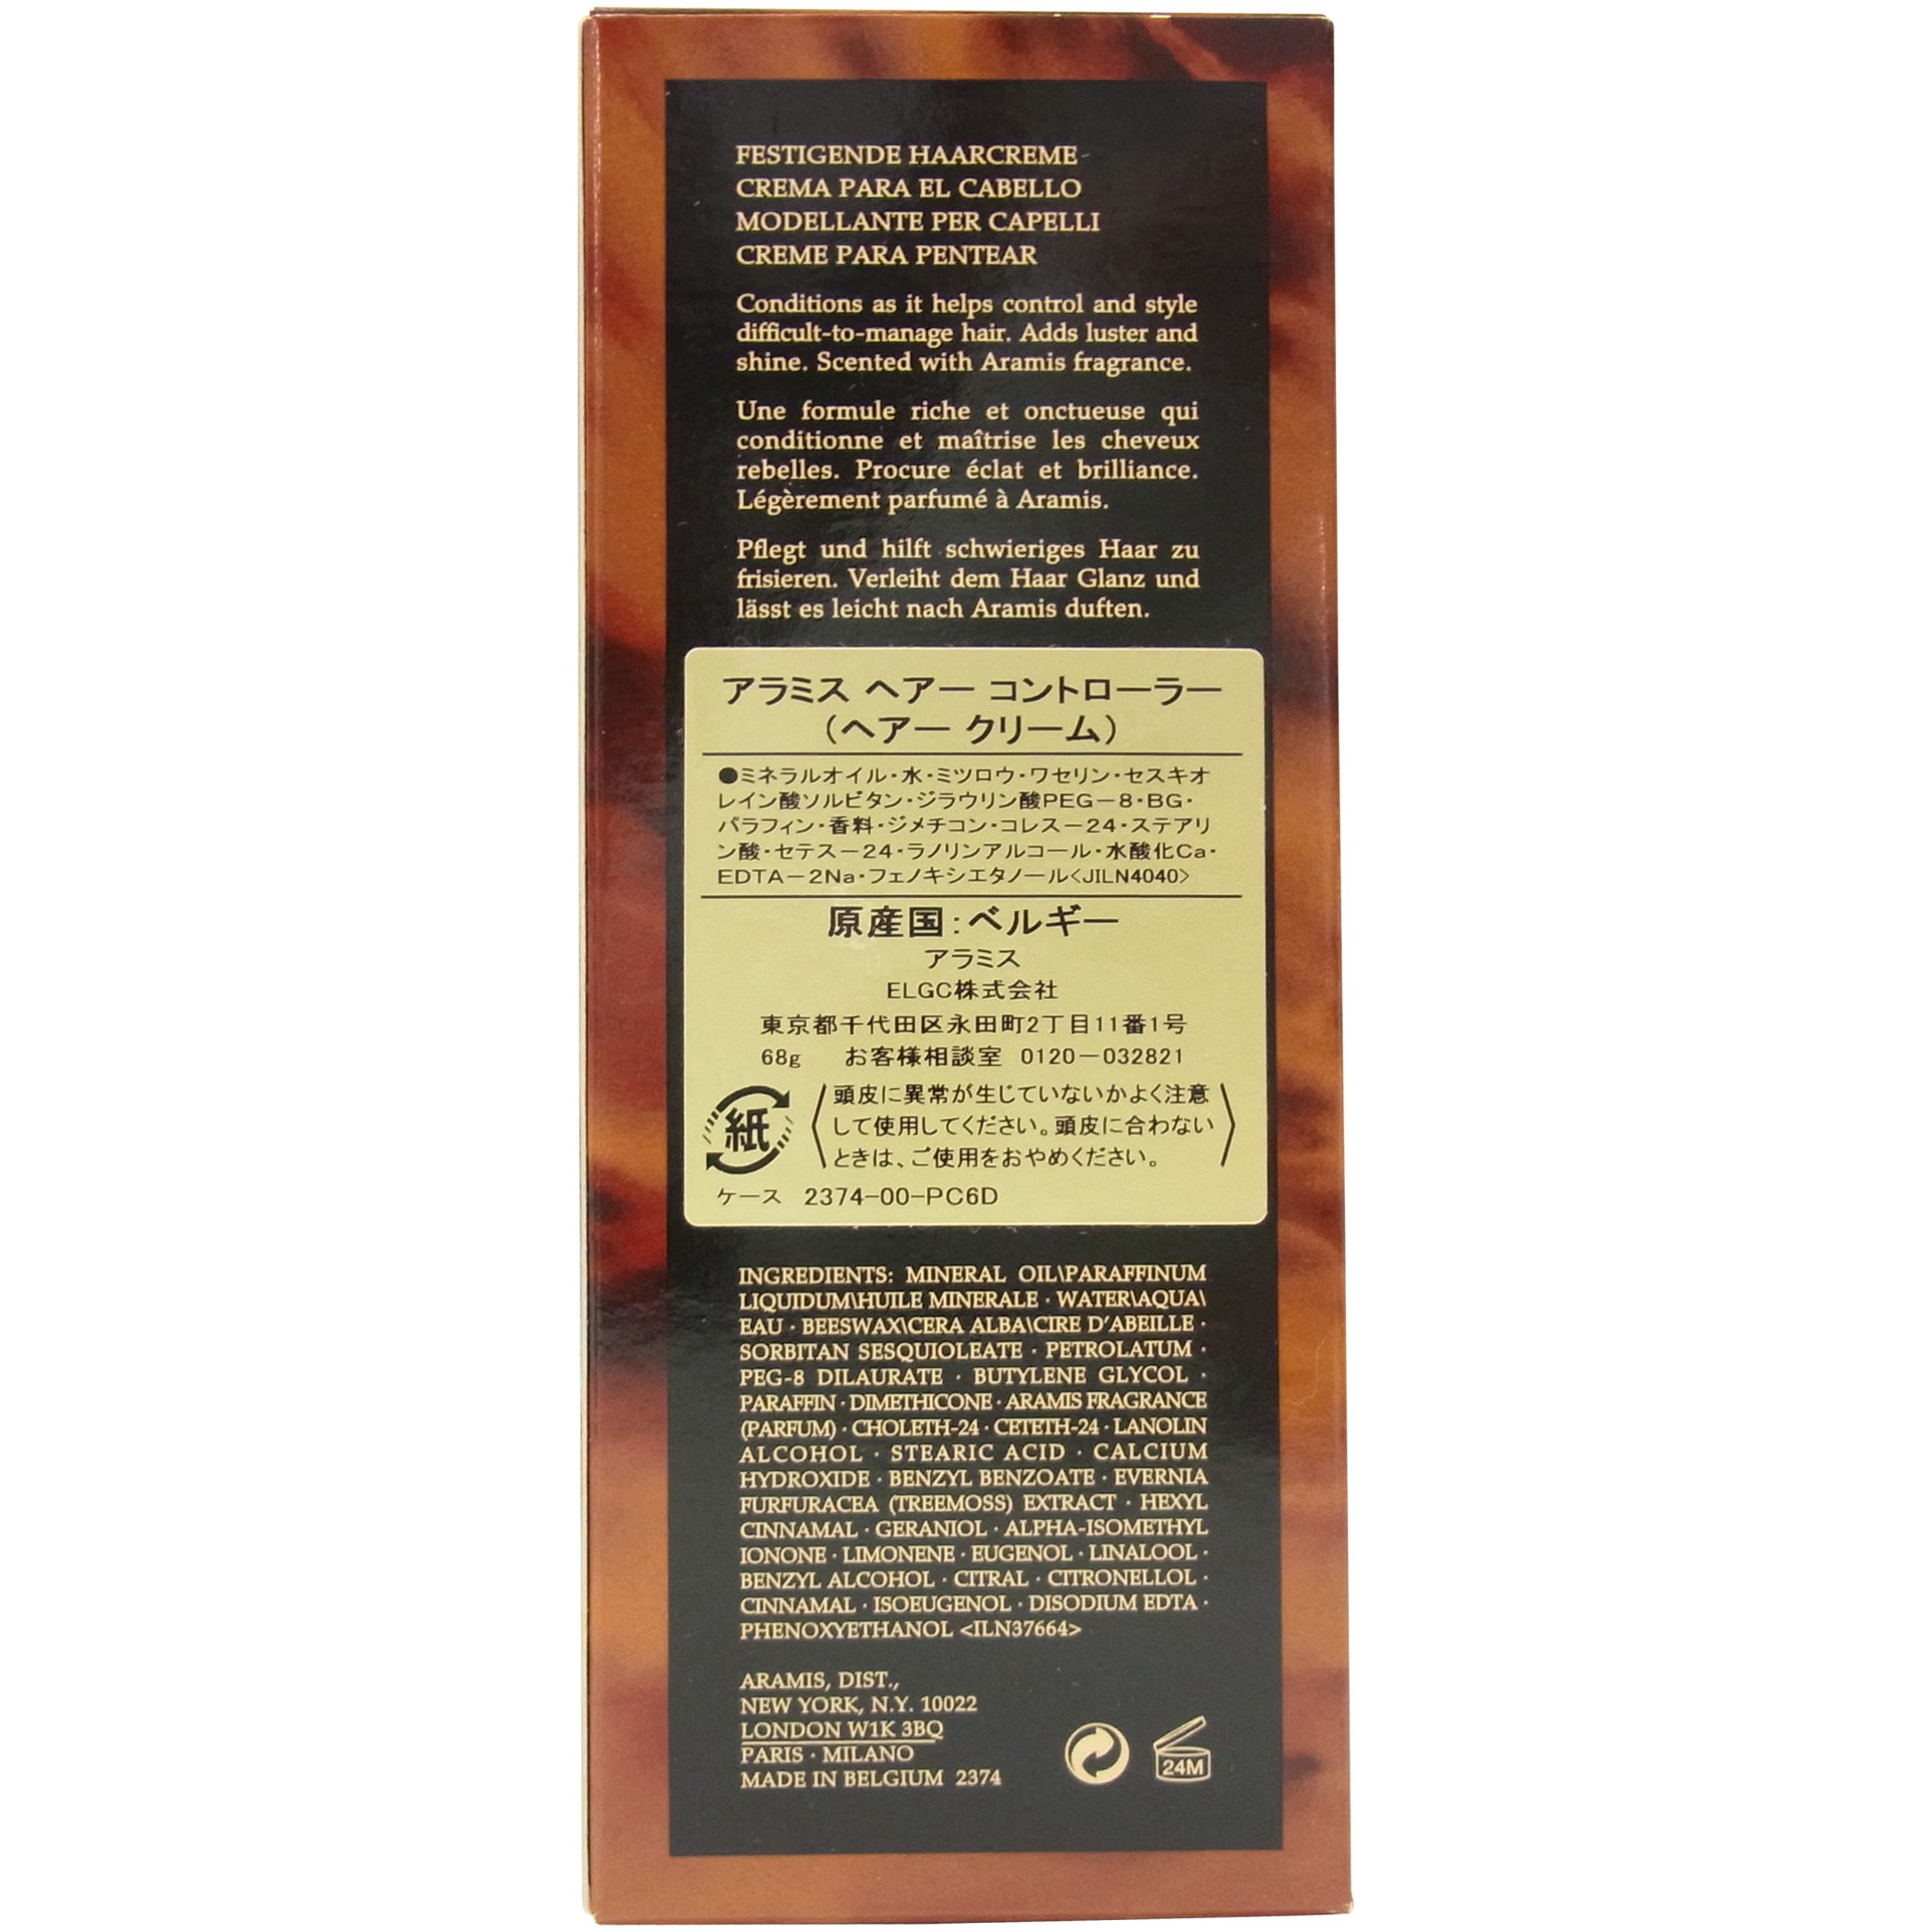 FESTIGENDE HAARCREME
CREMA PARA EL CABELLO
MODELLANTE PER CAPELLI
CREME PARA PENTEAR
Conditions as it helps control and style
difficult-to-manage hair. Adds luster and
shine. Scented with Aramis fragrance.
Une formule riche et onctueuse qui
conditionne et maîtrise les cheveux
rebelles. Procure éclat et brilliance.
Légèrement parfumé à Aramis.
Pflegt und hilft schwieriges Haar zu
frisieren. Verleiht dem Haar Glanz und
lässt es leicht nach Aramis duften.
アラミス ヘアー コントローラー
（ヘアー クリーム）
●ミネラルオイル・水・ミツロウ・ワセリン・セスキオ
レイン酸ソルビタン・ジラウリン酸PEG－8・BG・
パラフィン・香料・ジメチコン・コレス－24・ステアリ
ン酸・セテス－24・ラノリンアルコール・水酸化Ca・
EDTA－2Na・フェノキシエタノール<JILN4040>
原産国：ベルギー
アラミス
ELGC株式会社
東京都千代田区永田町2丁目11番1号
68g お客様相談室 0120－032821
紙
〈頭皮に異常が生じていないかよく注意
して使用してください。頭皮に合わない
ときは、ご使用をおやめください。〉
ケース 2374-00-PC6D
INGREDIENTS: MINERAL OIL\PARAFFINUM
LIQUIDUM\HUILE MINERALE · WATER\AQUA\
EAU · BEESWAX\CERA ALBA\CIRE D'ABEILLE ·
SORBITAN SESQUIOLEATE · PETROLATUM ·
PEG-8 DILAURATE · BUTYLENE GLYCOL ·
PARAFFIN · DIMETHICONE · ARAMIS FRAGRANCE
(PARFUM) · CHOLETH-24 · CETETH-24 · LANOLIN
ALCOHOL · STEARIC ACID · CALCIUM
HYDROXIDE · BENZYL BENZOATE · EVERNIA
FURFURACEA (TREEMOSS) EXTRACT · HEXYL
CINNAMAL · GERANIOL · ALPHA-ISOMETHYL
IONONE · LIMONENE · EUGENOL · LINALOOL ·
BENZYL ALCOHOL · CITRAL · CITRONELLOL ·
CINNAMAL · ISOEUGENOL · DISODIUM EDTA ·
PHENOXYETHANOL <ILN37664>
ARAMIS, DIST.,
NEW YORK, N.Y. 10022
LONDON W1K 3BQ
PARIS · MILANO
MADE IN BELGIUM 2374
24M